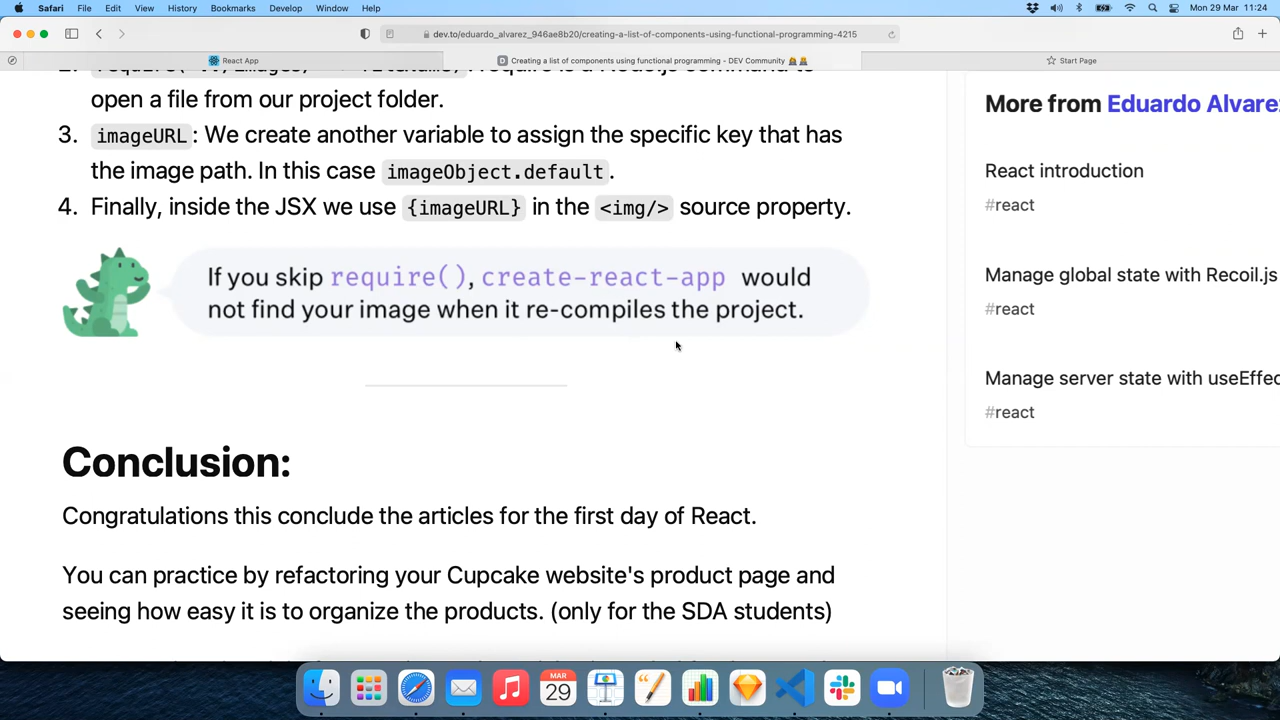 Safari File Edit View History Bookmarks Develop Window Help Mon 29 Mar 11:24
dev.to/eduardo_alvarez_946ae8b20/creating-a-list-of-components-using-functional-programming-4215
React App
Creating a list of components using functional programming - DEV Community
Start Page
open a file from our project folder.
3. imageURL: We create another variable to assign the specific key that has
the image path. In this case imageObject.default.
4. Finally, inside the JSX we use {imageURL} in the <img/> source property.
If you skip require(), create-react-app would
not find your image when it re-compiles the project.
Conclusion:
Congratulations this conclude the articles for the first day of React.
You can practice by refactoring your Cupcake website's product page and
seeing how easy it is to organize the products. (only for the SDA students)
More from Eduardo Alvarez
React introduction
#react
Manage global state with Recoil.js
#react
Manage server state with useEffec
#react
MAR
29